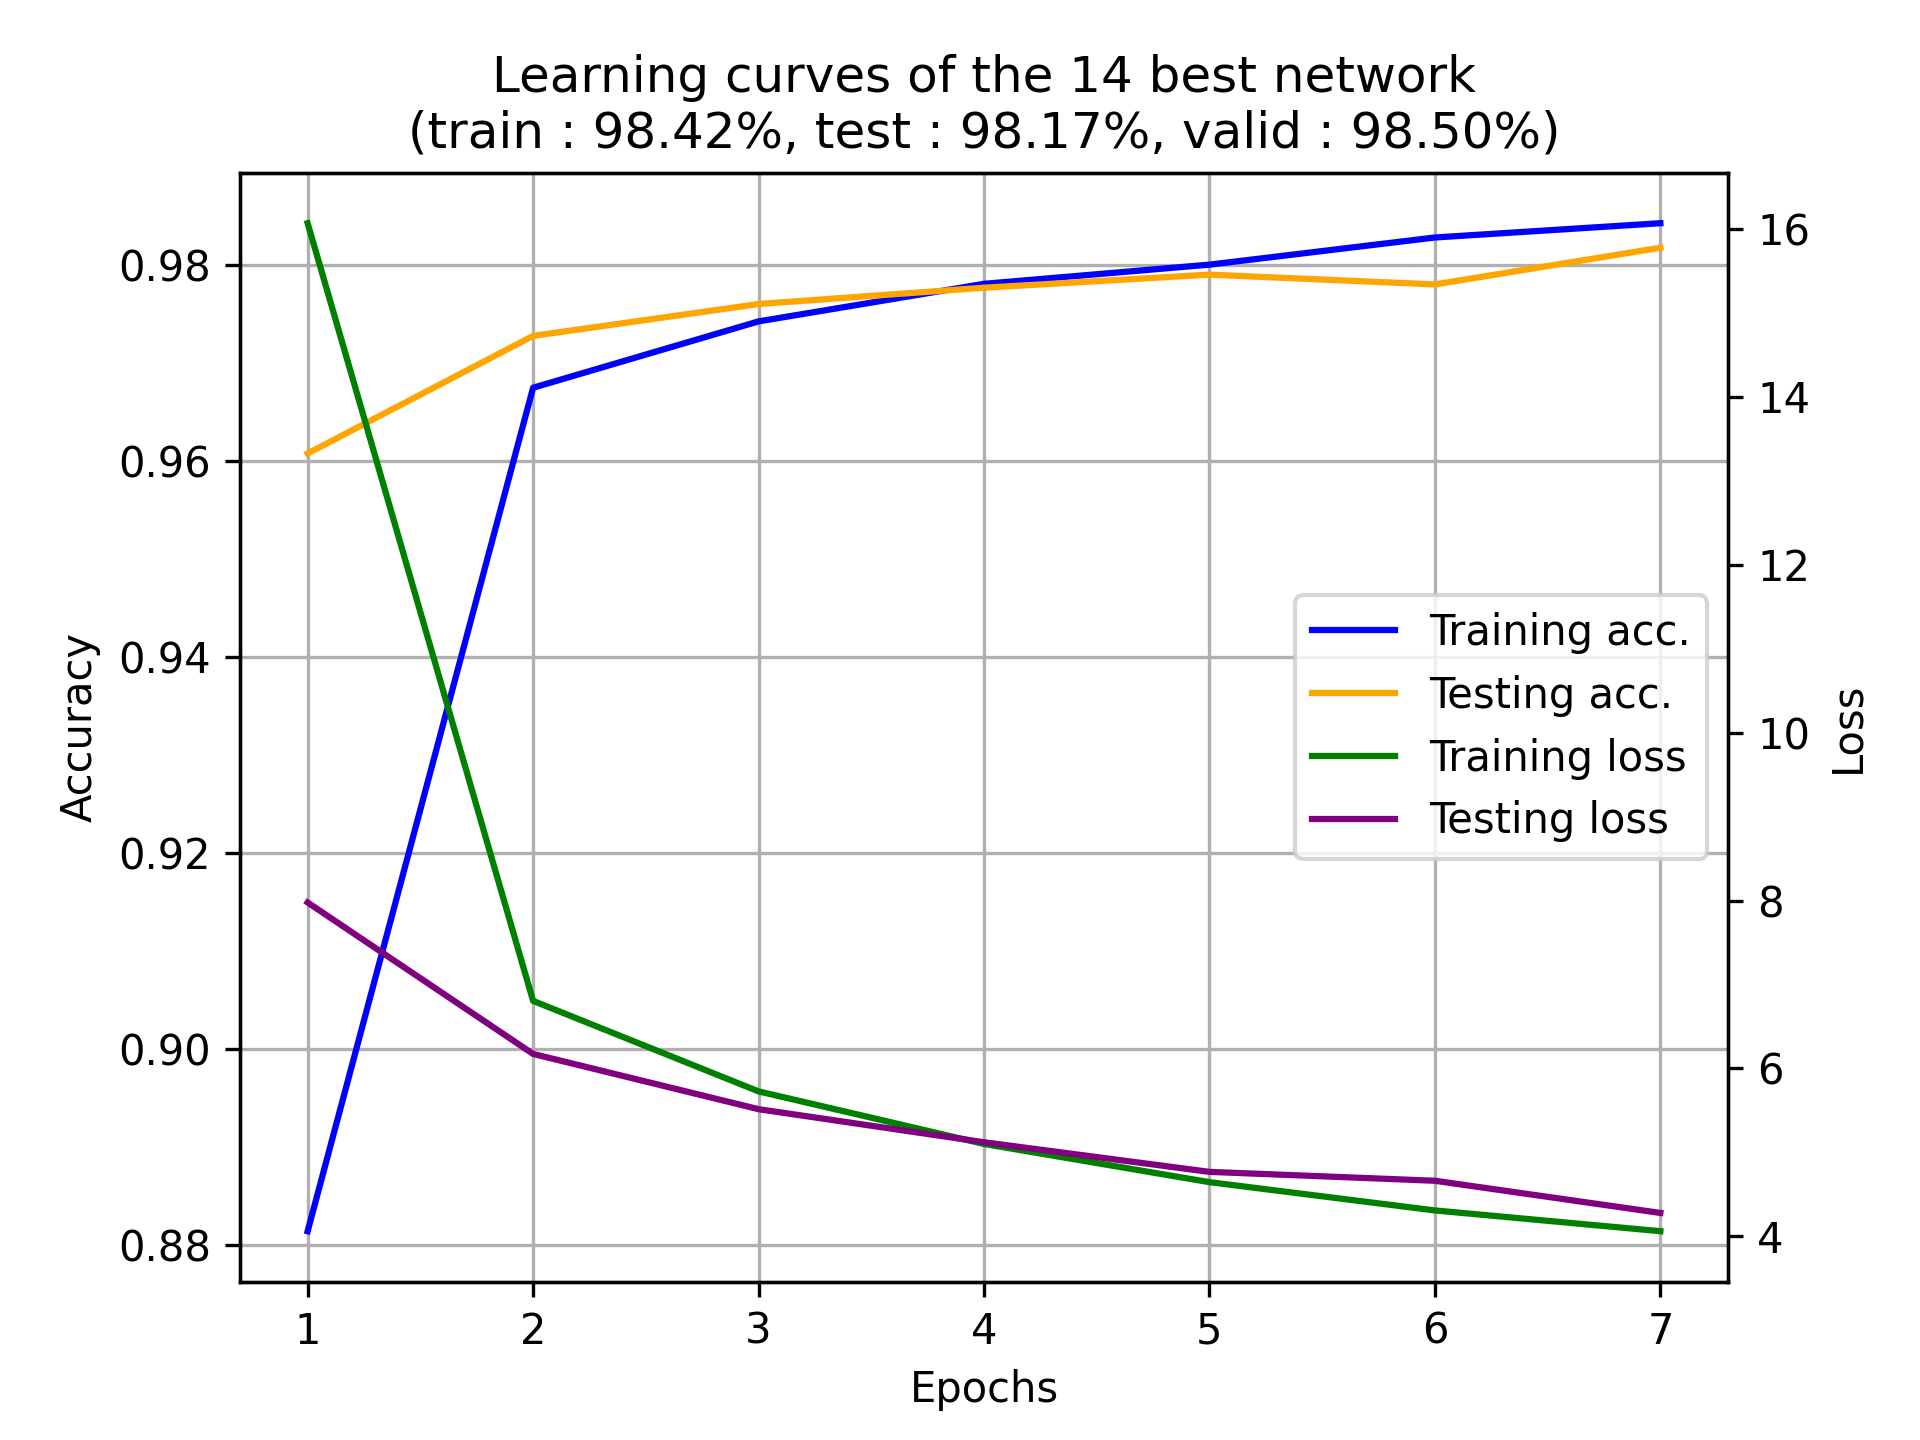 Learning curves of the 14 best network
(train : 98.42%, test : 98.17%, valid : 98.50%)
0.98
0.96
0.94
0.92
0.90
0.88
Accuracy
16
14
12
10
8
6
4
Loss
Training acc.
Testing acc.
Training loss
Testing loss
1 2 3 4 5 6 7
Epochs